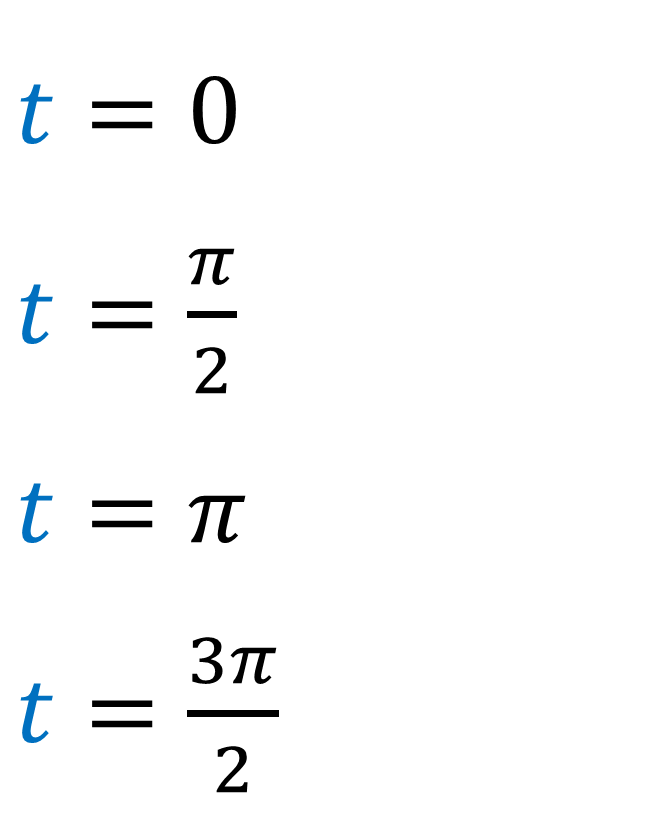 t = 0
t = π/2
t = π
t = 3π/2